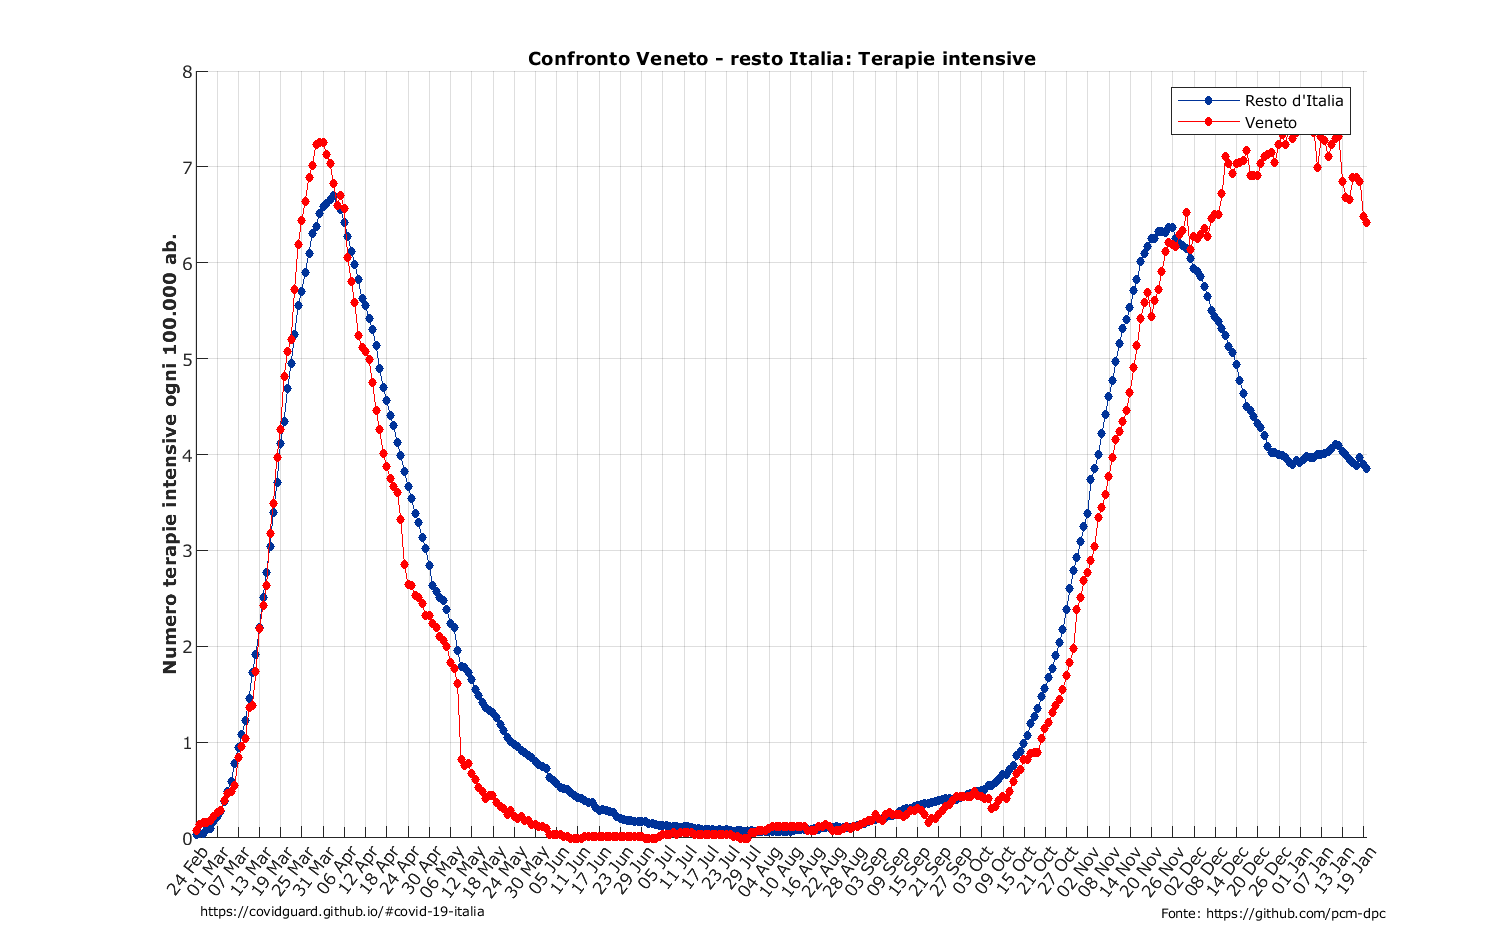 Confronto Veneto - resto Italia: Terapie intensive
Resto d'Italia
Veneto
Numero terapie intensive ogni 100.000 ab.
8
7
6
5
4
3
2
1
0
24 Feb
01 Mar
07 Mar
13 Mar
19 Mar
25 Mar
31 Mar
06 Apr
12 Apr
18 Apr
24 Apr
30 Apr
06 May
12 May
18 May
24 May
30 May
05 Jun
11 Jun
17 Jun
23 Jun
29 Jun
05 Jul
11 Jul
17 Jul
23 Jul
29 Jul
04 Aug
10 Aug
16 Aug
22 Aug
28 Aug
03 Sep
09 Sep
15 Sep
21 Sep
27 Sep
03 Oct
09 Oct
15 Oct
21 Oct
27 Oct
02 Nov
08 Nov
14 Nov
20 Nov
26 Nov
02 Dec
08 Dec
14 Dec
20 Dec
26 Dec
01 Jan
07 Jan
13 Jan
19 Jan
https://covidguard.github.io/#covid-19-italia
Fonte: https://github.com/pcm-dpc